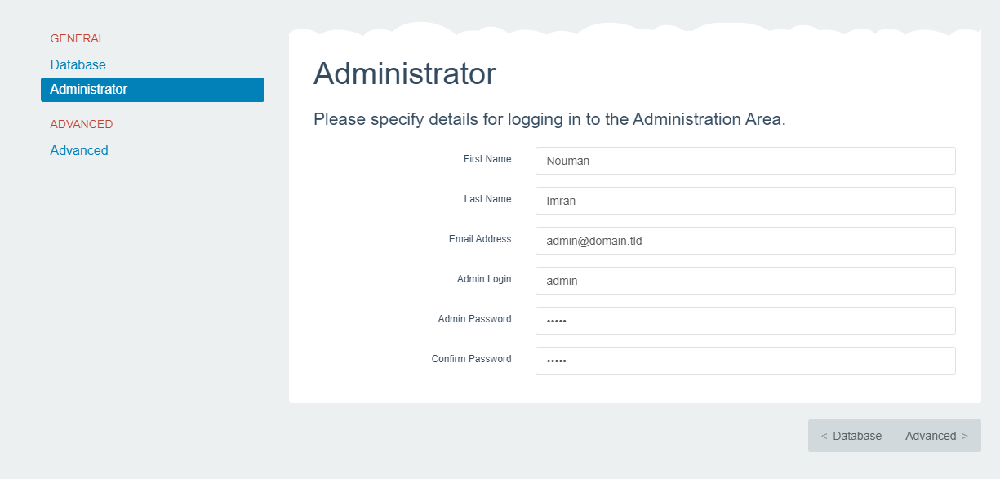 GENERAL
Database
Administrator
ADVANCED
Advanced
Administrator
Please specify details for logging in to the Administration Area.
First Name Nouman
Last Name Imran
Email Address admin@domain.tld
Admin Login admin
Admin Password •••••
Confirm Password •••••
< Database Advanced >